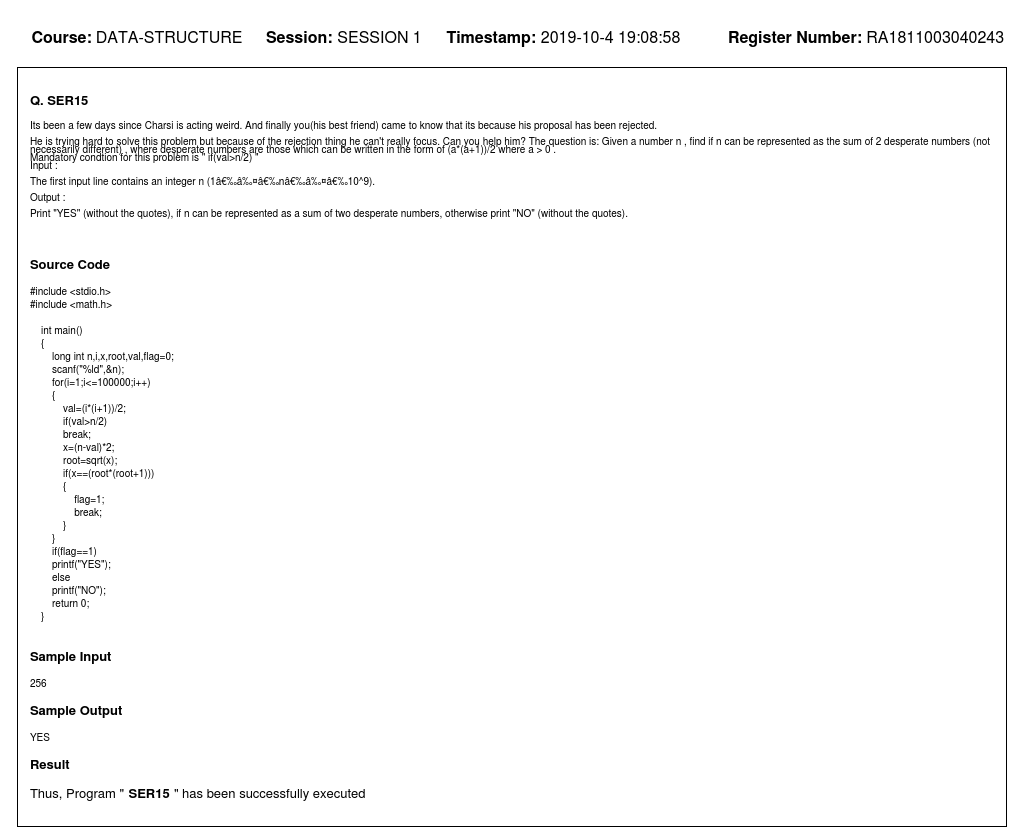 Course: DATA-STRUCTURE Session: SESSION 1 Timestamp: 2019-10-4 19:08:58 Register Number: RA1811003040243
Q. SER15
Its been a few days since Charsi is acting weird. And finally you(his best friend) came to know that its because his proposal has been rejected.
He is trying hard to solve this problem but because of the rejection thing he can't really focus. Can you help him? The question is: Given a number n , find if n can be represented as the sum of 2 desperate numbers (not
necessarily different) , where desperate numbers are those which can be written in the form of (a*(a+1))/2 where a > 0 .
Mandatory condtion for this problem is " if(val>n/2) "
Input :
The first input line contains an integer n (1â€‰â‰¤â€‰nâ€‰â‰¤â€‰10^9).
Output :
Print "YES" (without the quotes), if n can be represented as a sum of two desperate numbers, otherwise print "NO" (without the quotes).
Source Code
#include <stdio.h>
#include <math.h>
int main()
{
long int n,i,x,root,val,flag=0;
scanf("%ld",&n);
for(i=1;i<=100000;i++)
{
val=(i*(i+1))/2;
if(val>n/2)
break;
x=(n-val)*2;
root=sqrt(x);
if(x==(root*(root+1)))
{
flag=1;
break;
}
}
if(flag==1)
printf("YES");
else
printf("NO");
return 0;
}
Sample Input
256
Sample Output
YES
Result
Thus, Program " SER15 " has been successfully executed